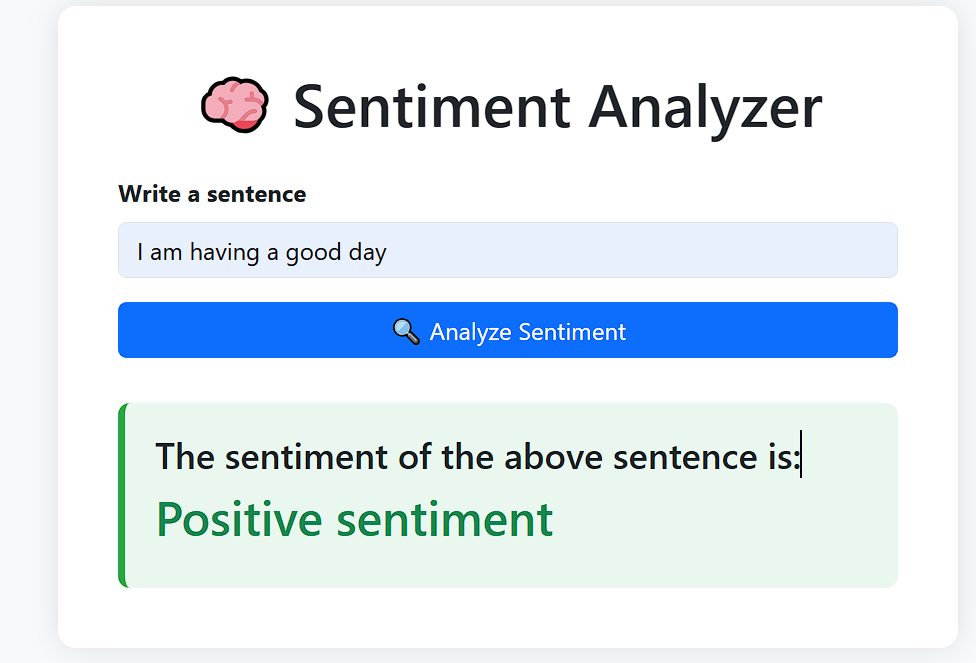 Sentiment Analyzer
Write a sentence
I am having a good day
Analyze Sentiment
The sentiment of the above sentence is:
Positive sentiment